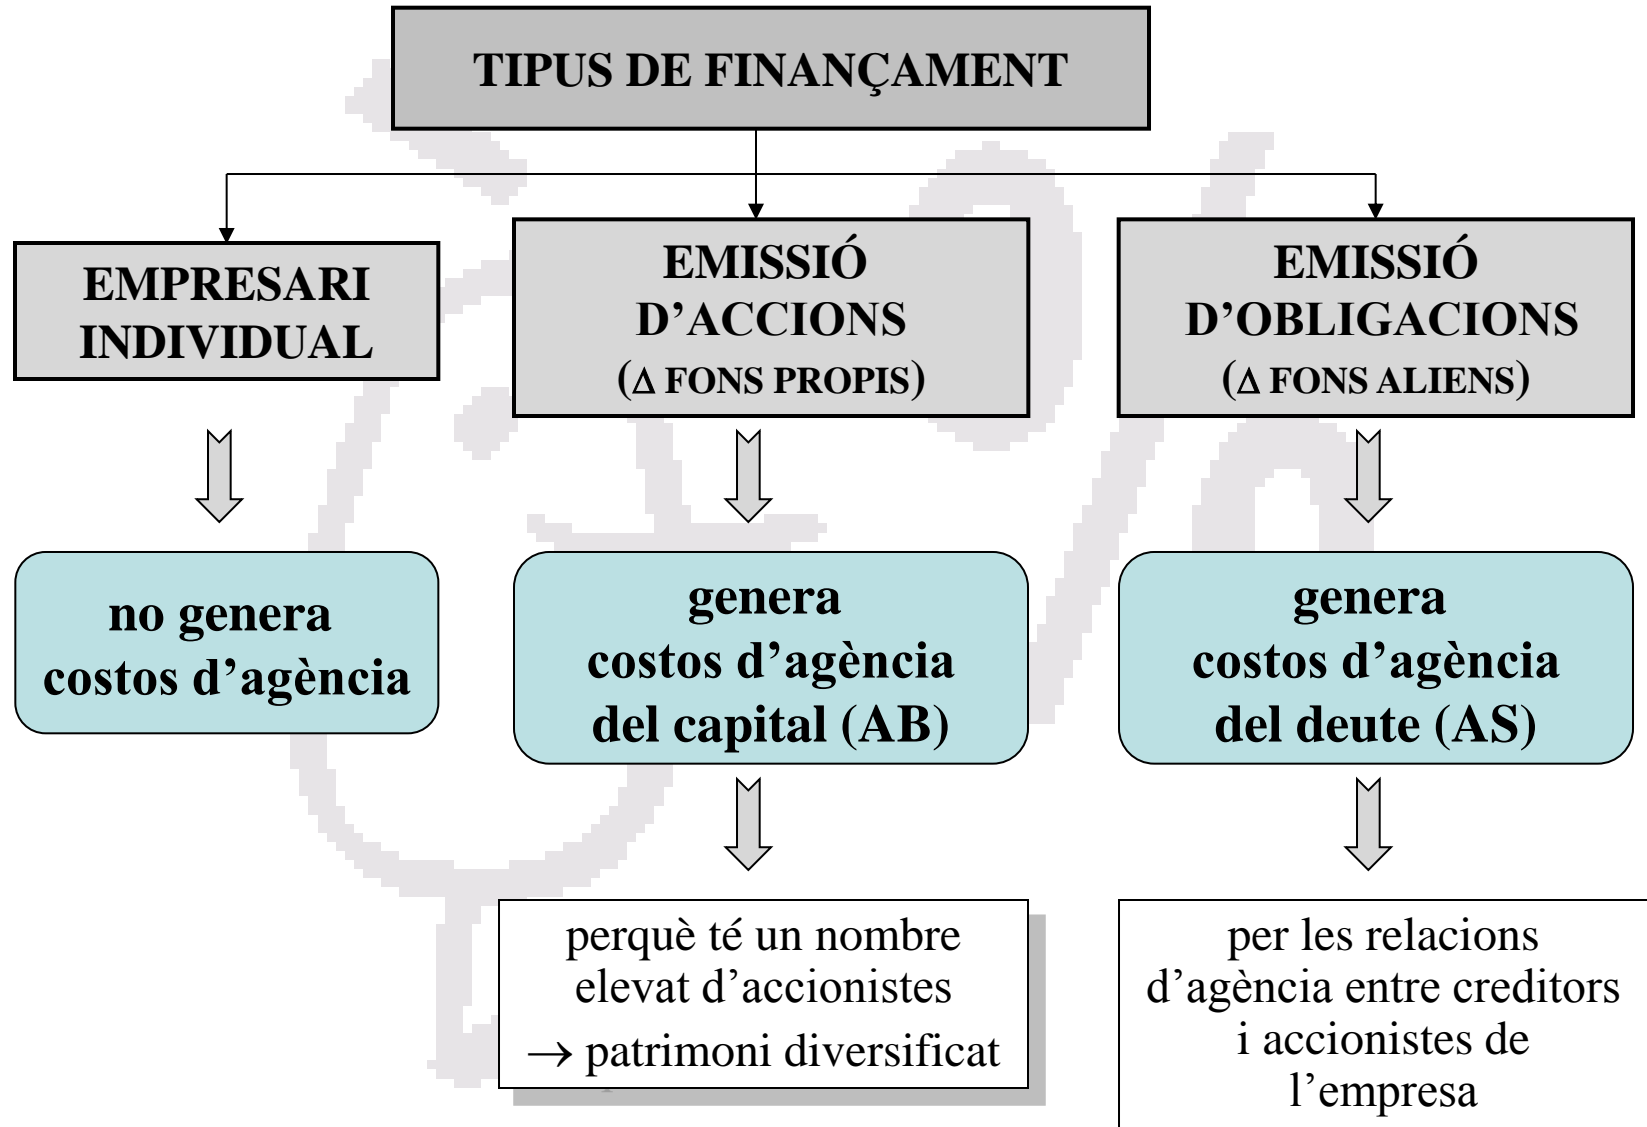 TIPUS DE FINANÇAMENT
EMPRESARI
INDIVIDUAL
EMISSIÓ
D’ACCIONS
(Δ FONS PROPIS)
EMISSIÓ
D’OBLIGACIONS
(Δ FONS ALIENS)
no genera
costos d’agència
genera
costos d’agència
del capital (AB)
genera
costos d’agència
del deute (AS)
perquè té un nombre
elevat d’accionistes
→ patrimoni diversificat
per les relacions
d’agència entre creditors
i accionistes de
l’empresa